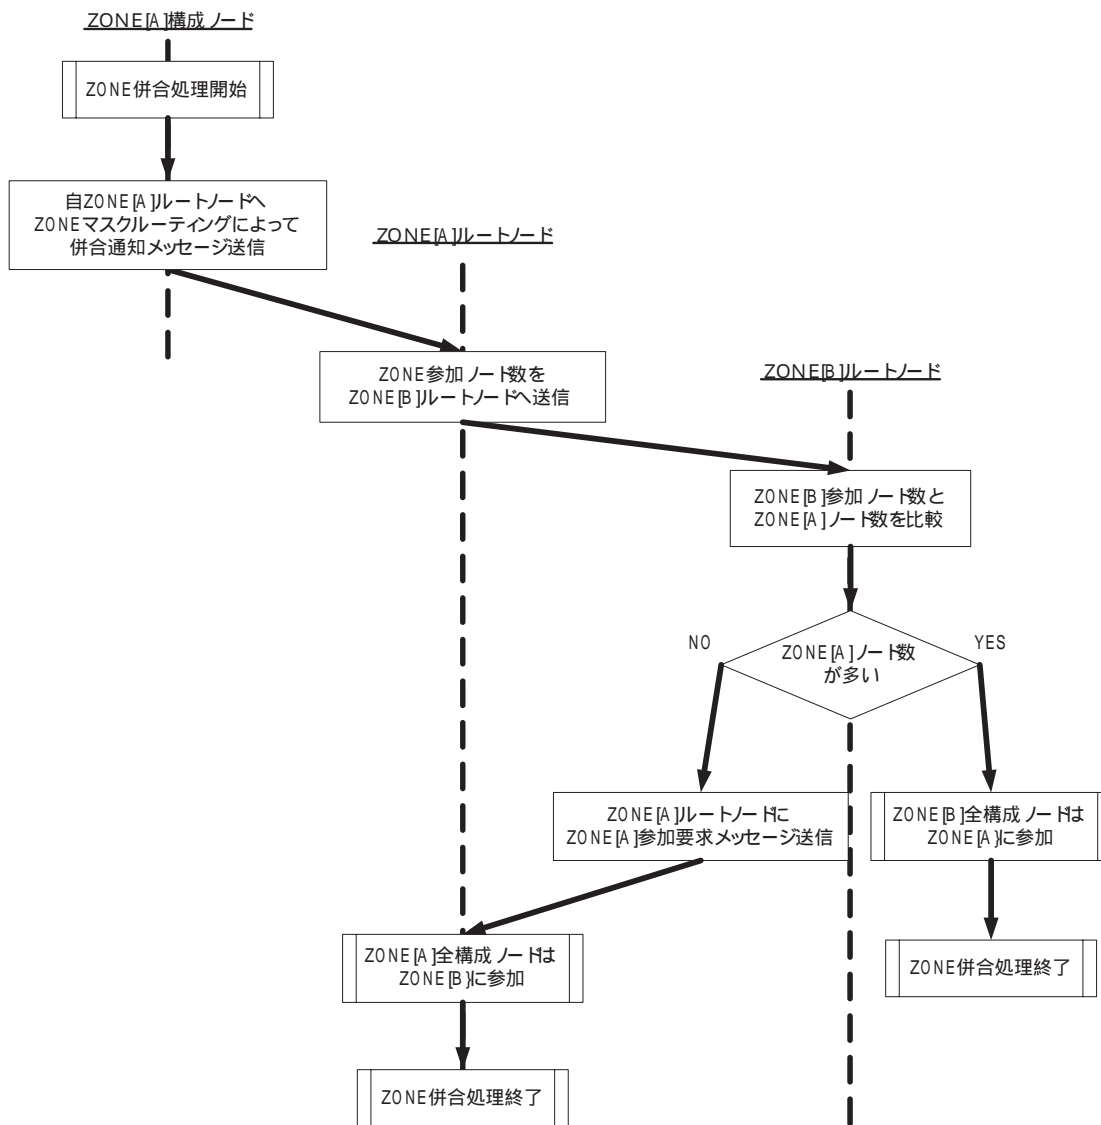 ZONE[A]構成ノード
ZONE併合処理開始
自ZONE[A]ルートノードへ
ZONEマスクルーティングによって
併合通知メッセージ送信
ZONE[A]ルートノード
ZONE参加ノード数を
ZONE[B]ルートノードへ送信
ZONE[B]ルートノード
ZONE[B]参加ノード数と
ZONE[A]ノード数を比較
NO
ZONE[A]ノード数
が多い
YES
ZONE[A]ルートノードに
ZONE[A]参加要求メッセージ送信
ZONE[B]全構成ノードは
ZONE[A]に参加
ZONE[A]全構成ノードは
ZONE[B]に参加
ZONE併合処理終了
ZONE併合処理終了